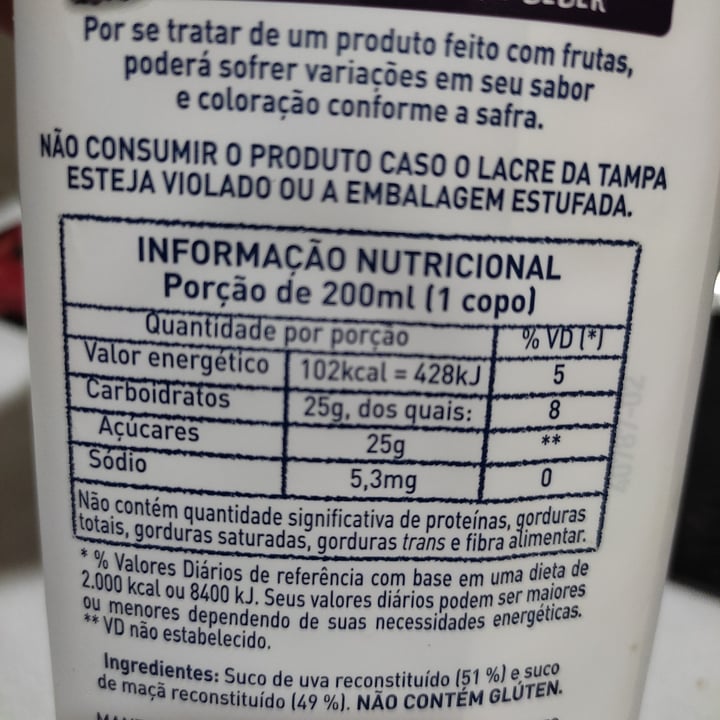 Por se tratar de um produto feito com frutas,
poderá sofrer variações em seu sabor
e coloração conforme a safra.
NÃO CONSUMIR O PRODUTO CASO O LACRE DA TAMPA
ESTEJA VIOLADO OU A EMBALAGEM ESTUFADA.
INFORMAÇÃO NUTRICIONAL
Porção de 200ml (1 copo)
Quantidade por porção % VD (*)
Valor energético 102kcal = 428kJ 5
Carboidratos 25g, dos quais: 8
Açúcares 25g **
Sódio 5,3mg 0
Não contém quantidade significativa de proteínas, gorduras
totais, gorduras saturadas, gorduras trans e fibra alimentar.
* % Valores Diários de referência com base em uma dieta de
2.000 kcal ou 8400 kJ. Seus valores diários podem ser maiores
ou menores dependendo de suas necessidades energéticas.
** VD não estabelecido.
Ingredientes: Suco de uva reconstituído (51 %) e suco
de maçã reconstituído (49 %). NÃO CONTÉM GLÚTEN.